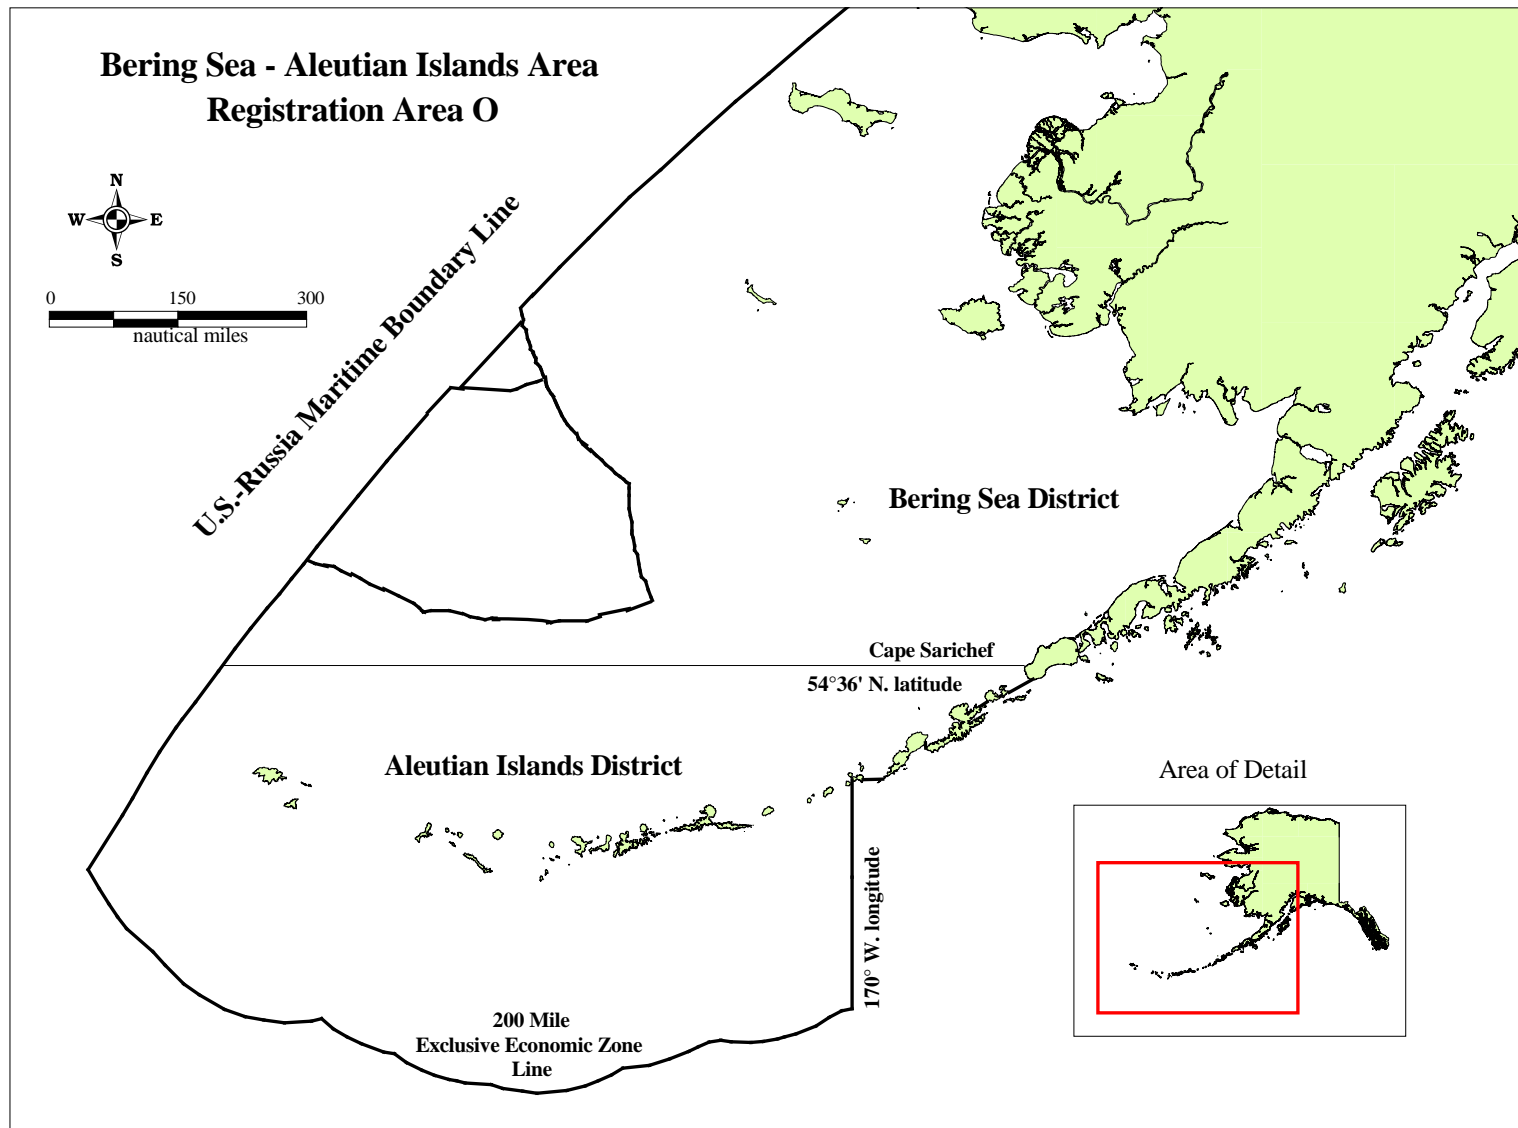 Bering Sea - Aleutian Islands Area
Registration Area O
N
W E
S
0 150 300
nautical miles
U.S.-Russia Maritime Boundary Line
Bering Sea District
Cape Sarichef
54°36' N. latitude
Aleutian Islands District
170° W. longitude
200 Mile
Exclusive Economic Zone
Line
Area of Detail